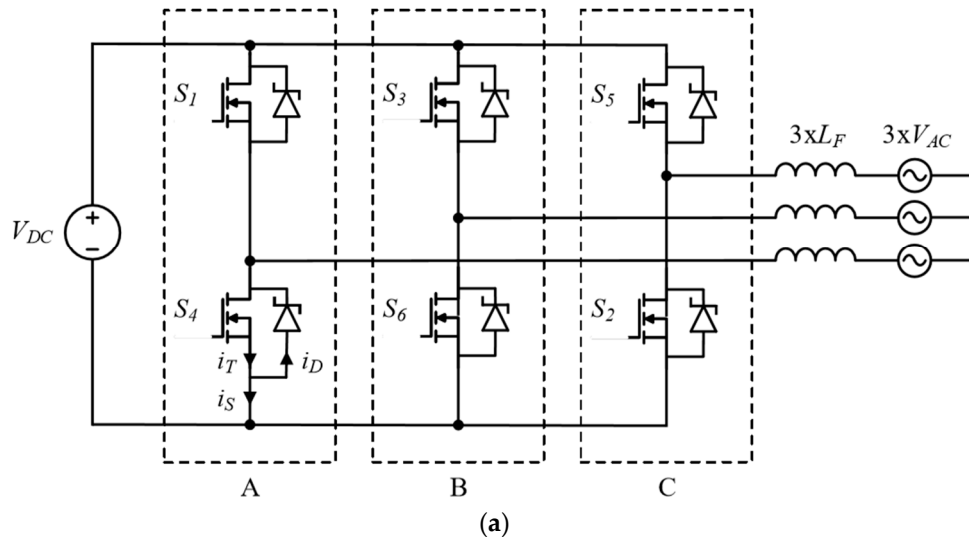 S1 S3 S5
3xLF 3xVAC
+
VDC
−
S4 S6 S2
iT iD
iS
A B C
(a)